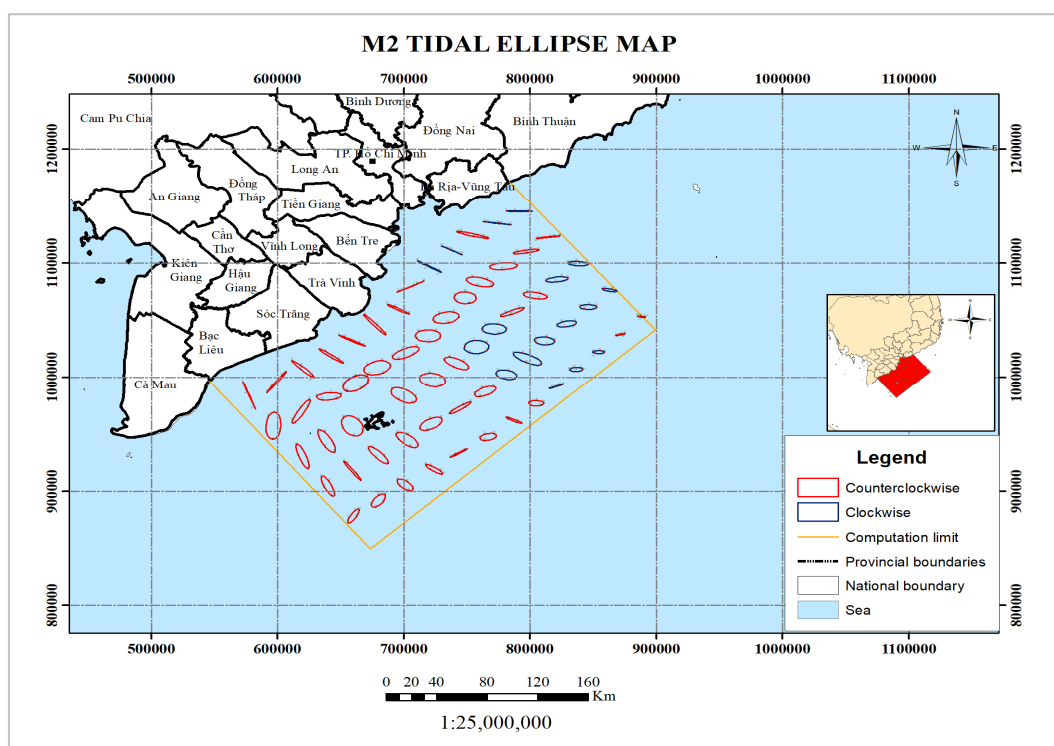 M2 TIDAL ELLIPSE MAP
500000 600000 700000 800000 900000 1000000 1100000
Bình Dương
Cam Pu Chia
Đồng Nai
Bình Thuận
N
W E
S
1200000 1200000
TP. Hồ Chí Minh
Long An
Đồng
Tháp
Rịa-Vũng Tàu
An Giang
Tiền Giang
Cần
Thơ
Vĩnh Long
Bến Tre
Kiên
Giang
1100000 1100000
Hậu
Giang
Trà Vinh
Sóc Trăng
Bạc
Liêu
Cà Mau
1000000 1000000
Legend
Counterclockwise
Clockwise
Computation limit
Provincial boundaries
National boundary
Sea
900000 900000
800000 800000
500000 600000 700000 800000 900000 1000000 1100000
0 20 40 80 120 160
Km
1:25,000,000